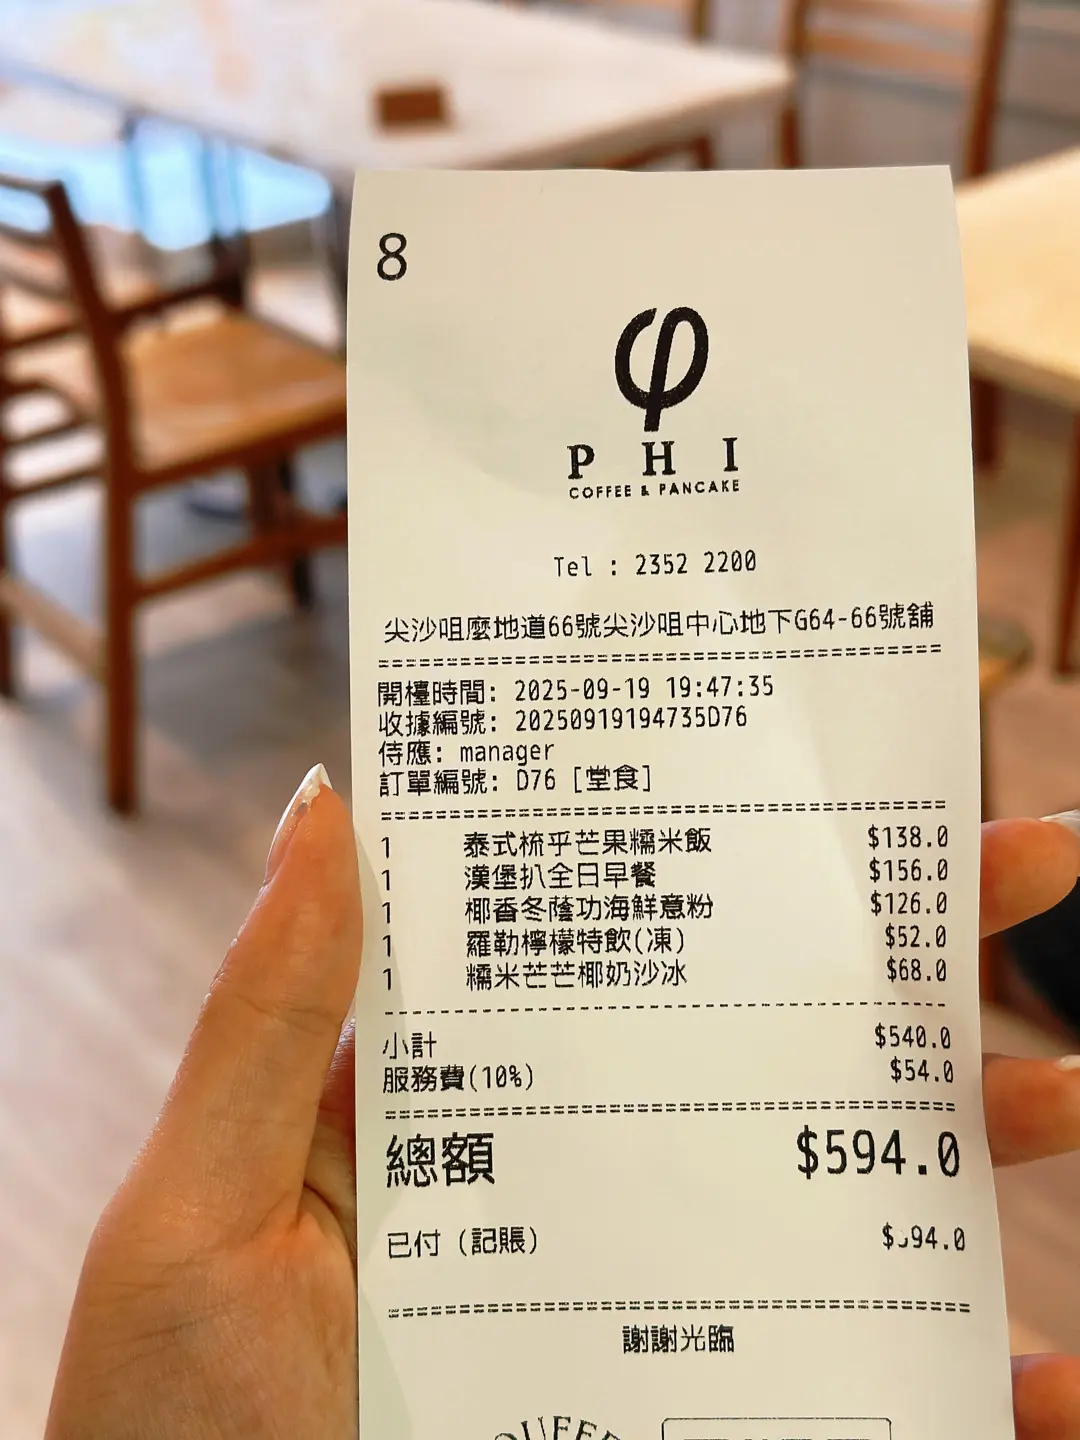 8
φ
PHI
COFFEE & PANCAKE
Tel : 2352 2200
尖沙咀麼地道66號尖沙咀中心地下G64-66號舖
開檯時間: 2025-09-19 19:47:35
收據編號: 20250919194735D76
侍應: manager
訂單編號: D76 [堂食]
1 泰式梳乎芒果糯米飯 $138.0
1 漢堡扒全日早餐 $156.0
1 椰香冬蔭功海鮮意粉 $126.0
1 羅勒檸檬特飲(凍) $52.0
1 糯米芒芒椰奶沙冰 $68.0
小計 $540.0
服務費(10%) $54.0
總額 $594.0
已付 (記賬) $594.0
謝謝光臨